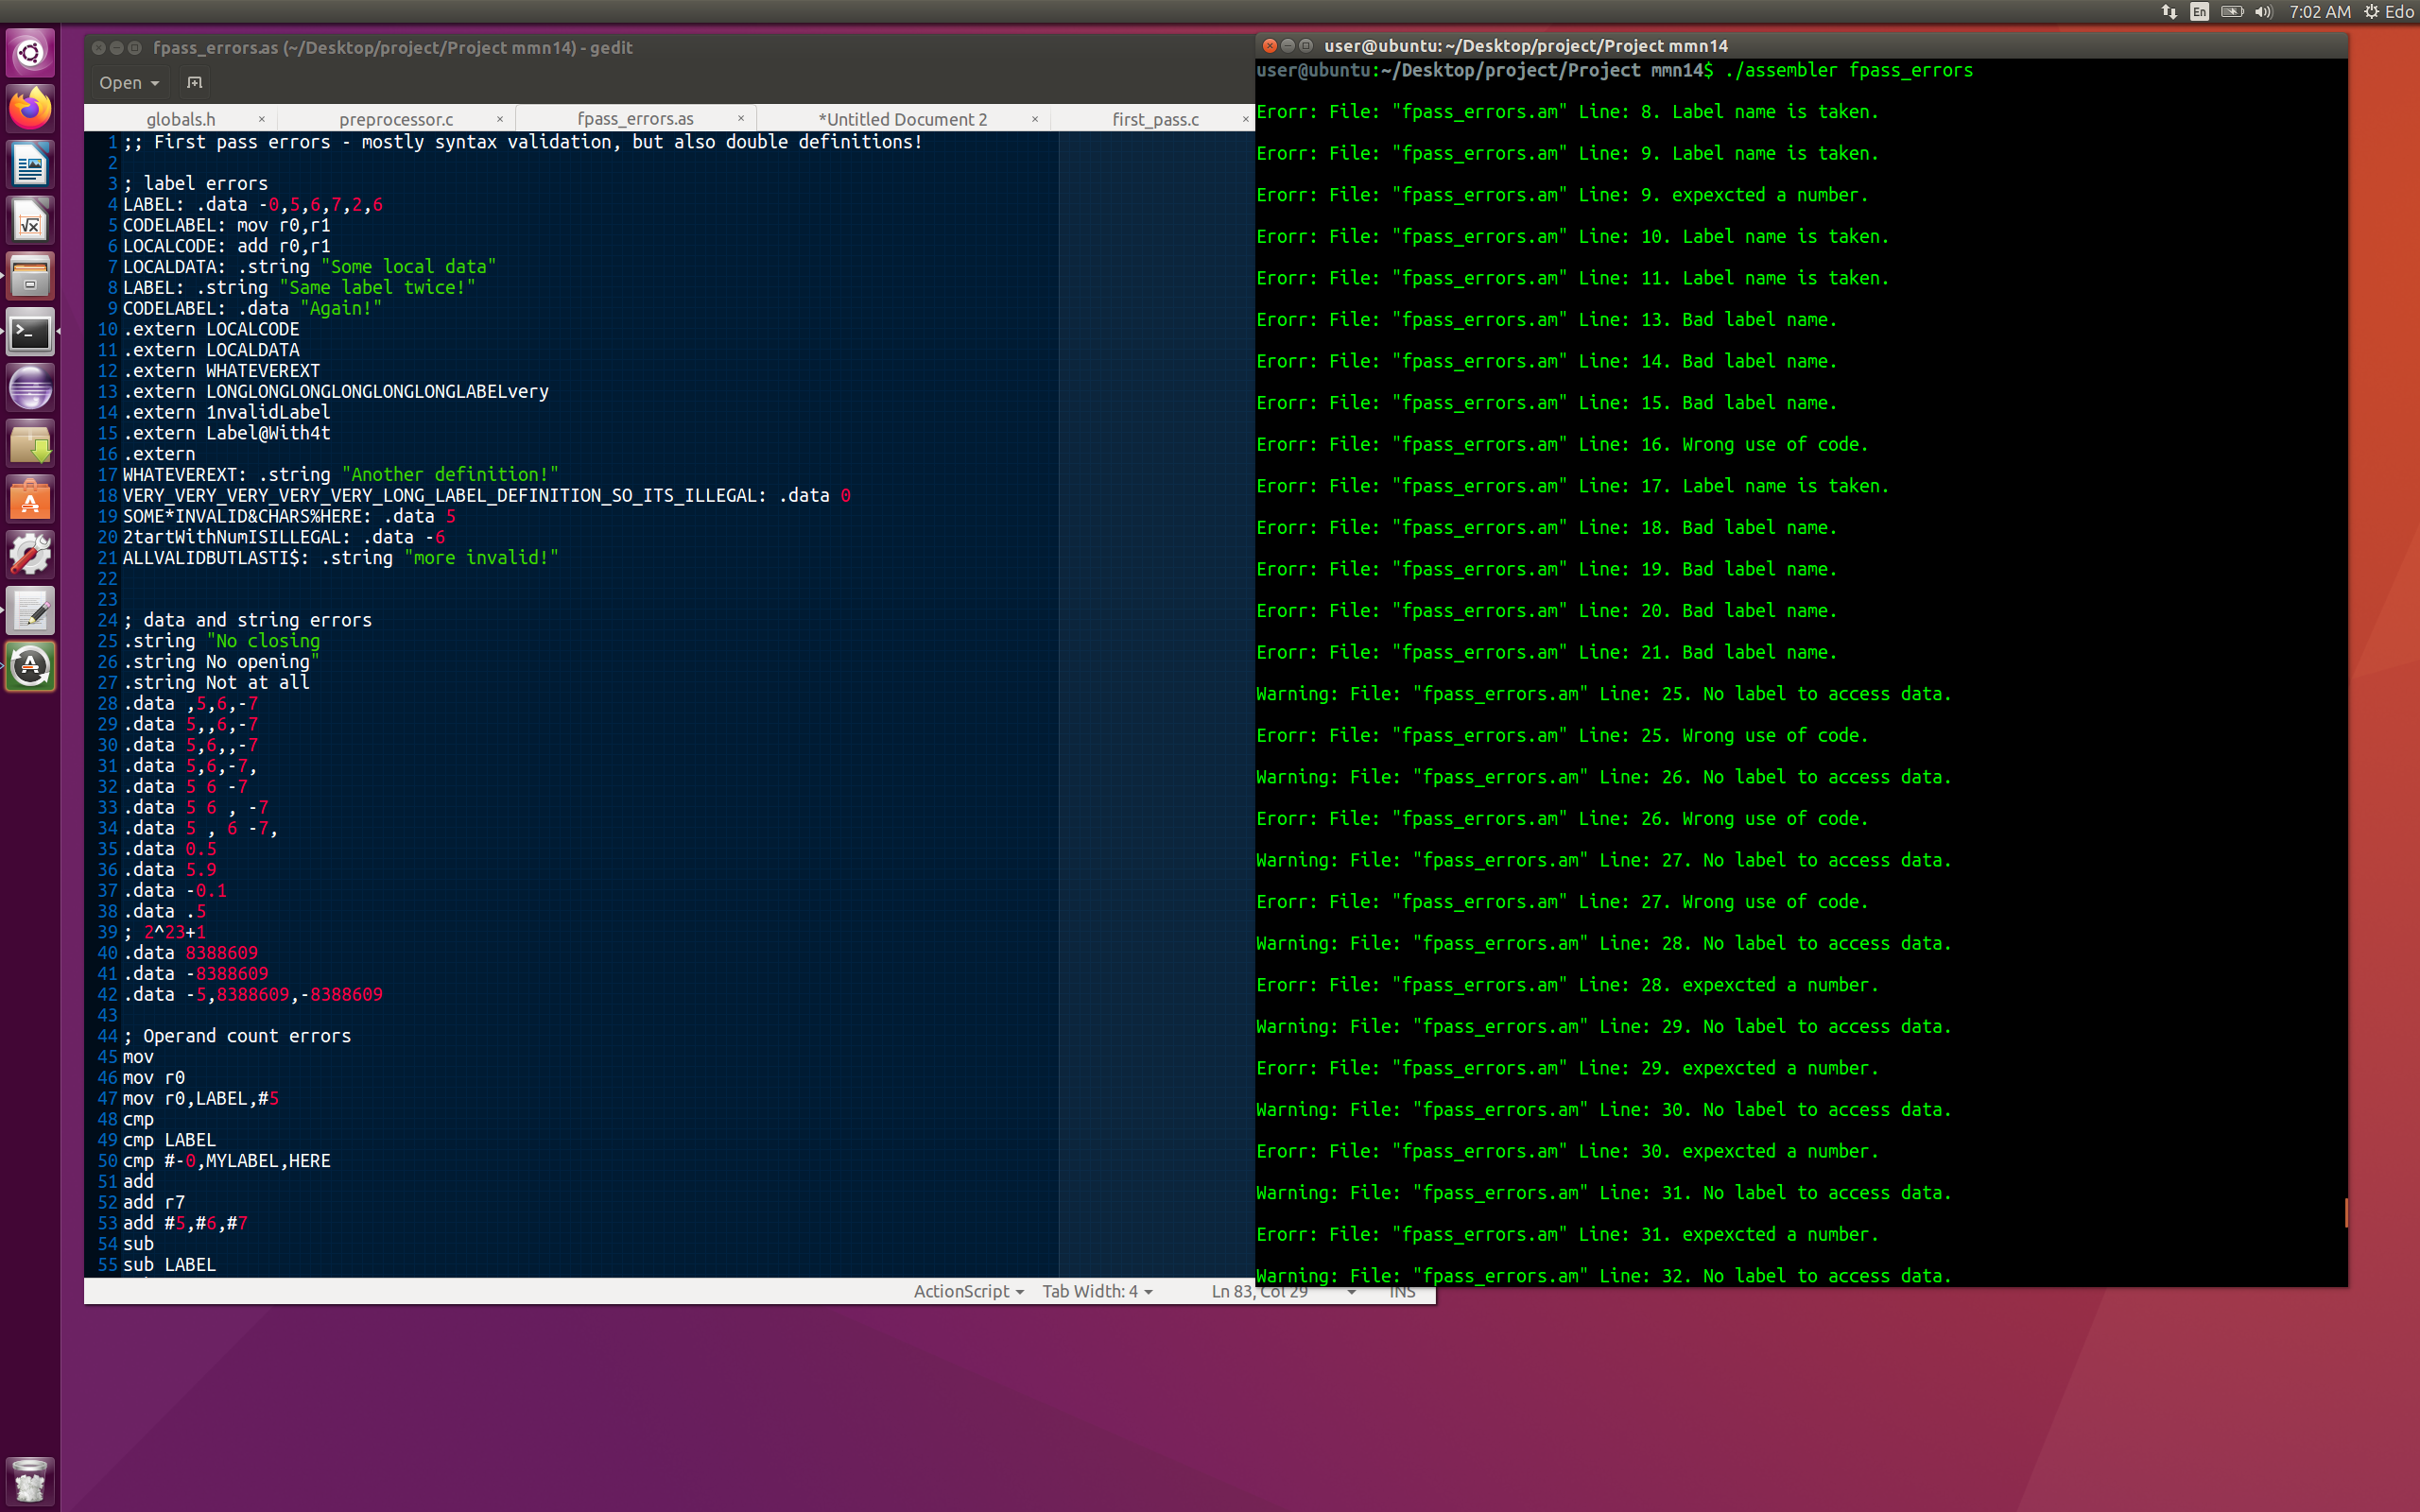 En 7:02 AM Edo
fpass_errors.as (~/Desktop/project/Project mmn14) - gedit
Open
globals.h × preprocessor.c × fpass_errors.as × *Untitled Document 2 × first_pass.c ×
1 ;; First pass errors - mostly syntax validation, but also double definitions!
2
3 ; label errors
4 LABEL: .data -0,5,6,7,2,6
5 CODELABEL: mov r0,r1
6 LOCALCODE: add r0,r1
7 LOCALDATA: .string "Some local data"
8 LABEL: .string "Same label twice!"
9 CODELABEL: .data "Again!"
10 .extern LOCALCODE
11 .extern LOCALDATA
12 .extern WHATEVEREXT
13 .extern LONGLONGLONGLONGLONGLONGLABELvery
14 .extern 1nvalidLabel
15 .extern Label@With4t
16 .extern
17 WHATEVEREXT: .string "Another definition!"
18 VERY_VERY_VERY_VERY_VERY_LONG_LABEL_DEFINITION_SO_ITS_ILLEGAL: .data 0
19 SOME*INVALID&CHARS%HERE: .data 5
20 2tartWithNumISILLEGAL: .data -6
21 ALLVALIDBUTLASTI$: .string "more invalid!"
22
23
24 ; data and string errors
25 .string "No closing
26 .string No opening"
27 .string Not at all
28 .data ,5,6,-7
29 .data 5,,6,-7
30 .data 5,6,,-7
31 .data 5,6,-7,
32 .data 5 6 -7
33 .data 5 6 , -7
34 .data 5 , 6 -7,
35 .data 0.5
36 .data 5.9
37 .data -0.1
38 .data .5
39 ; 2^23+1
40 .data 8388609
41 .data -8388609
42 .data -5,8388609,-8388609
43
44 ; Operand count errors
45 mov
46 mov r0
47 mov r0,LABEL,#5
48 cmp
49 cmp LABEL
50 cmp #-0,MYLABEL,HERE
51 add
52 add r7
53 add #5,#6,#7
54 sub
55 sub LABEL
ActionScript Tab Width: 4 Ln 83, Col 29 INS
user@ubuntu: ~/Desktop/project/Project mmn14
user@ubuntu:~/Desktop/project/Project mmn14$ ./assembler fpass_errors
Erorr: File: "fpass_errors.am" Line: 8. Label name is taken.
Erorr: File: "fpass_errors.am" Line: 9. Label name is taken.
Erorr: File: "fpass_errors.am" Line: 9. expexcted a number.
Erorr: File: "fpass_errors.am" Line: 10. Label name is taken.
Erorr: File: "fpass_errors.am" Line: 11. Label name is taken.
Erorr: File: "fpass_errors.am" Line: 13. Bad label name.
Erorr: File: "fpass_errors.am" Line: 14. Bad label name.
Erorr: File: "fpass_errors.am" Line: 15. Bad label name.
Erorr: File: "fpass_errors.am" Line: 16. Wrong use of code.
Erorr: File: "fpass_errors.am" Line: 17. Label name is taken.
Erorr: File: "fpass_errors.am" Line: 18. Bad label name.
Erorr: File: "fpass_errors.am" Line: 19. Bad label name.
Erorr: File: "fpass_errors.am" Line: 20. Bad label name.
Erorr: File: "fpass_errors.am" Line: 21. Bad label name.
Warning: File: "fpass_errors.am" Line: 25. No label to access data.
Erorr: File: "fpass_errors.am" Line: 25. Wrong use of code.
Warning: File: "fpass_errors.am" Line: 26. No label to access data.
Erorr: File: "fpass_errors.am" Line: 26. Wrong use of code.
Warning: File: "fpass_errors.am" Line: 27. No label to access data.
Erorr: File: "fpass_errors.am" Line: 27. Wrong use of code.
Warning: File: "fpass_errors.am" Line: 28. No label to access data.
Erorr: File: "fpass_errors.am" Line: 28. expexcted a number.
Warning: File: "fpass_errors.am" Line: 29. No label to access data.
Erorr: File: "fpass_errors.am" Line: 29. expexcted a number.
Warning: File: "fpass_errors.am" Line: 30. No label to access data.
Erorr: File: "fpass_errors.am" Line: 30. expexcted a number.
Warning: File: "fpass_errors.am" Line: 31. No label to access data.
Erorr: File: "fpass_errors.am" Line: 31. expexcted a number.
Warning: File: "fpass_errors.am" Line: 32. No label to access data.